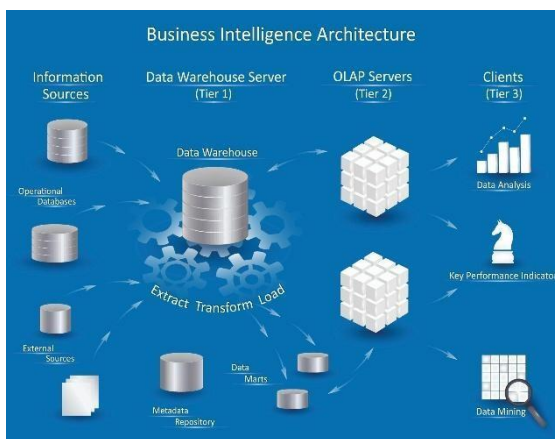 Business Intelligence Architecture
Information
Sources
Data Warehouse Server
(Tier 1)
OLAP Servers
(Tier 2)
Clients
(Tier 3)
Data Warehouse
Operational
Databases
Data Analysis
Key Performance Indicator
Extract Transform Load
External
Sources
Data
Marts
Metadata
Repository
Data Mining